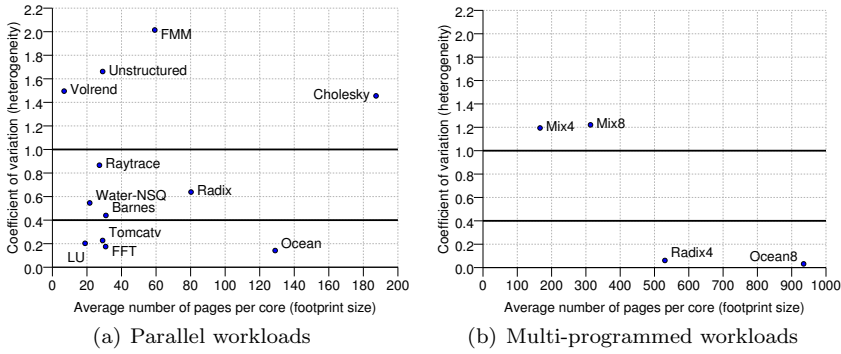 2.2
2.0
1.8
1.6
1.4
1.2
1.0
0.8
0.6
0.4
0.2
0.0
Coefficient of variation (heterogeneity)
FMM
Unstructured
Volrend
Cholesky
Raytrace
Water-NSQ
Radix
Barnes
Tomcatv
LU
FFT
Ocean
0 20 40 60 80 100 120 140 160 180 200
Average number of pages per core (footprint size)
(a) Parallel workloads
2.2
2.0
1.8
1.6
1.4
1.2
1.0
0.8
0.6
0.4
0.2
0.0
Coefficient of variation (heterogeneity)
Mix4
Mix8
Radix4
Ocean8
0 100 200 300 400 500 600 700 800 900 1000
Average number of pages per core (footprint size)
(b) Multi-programmed workloads